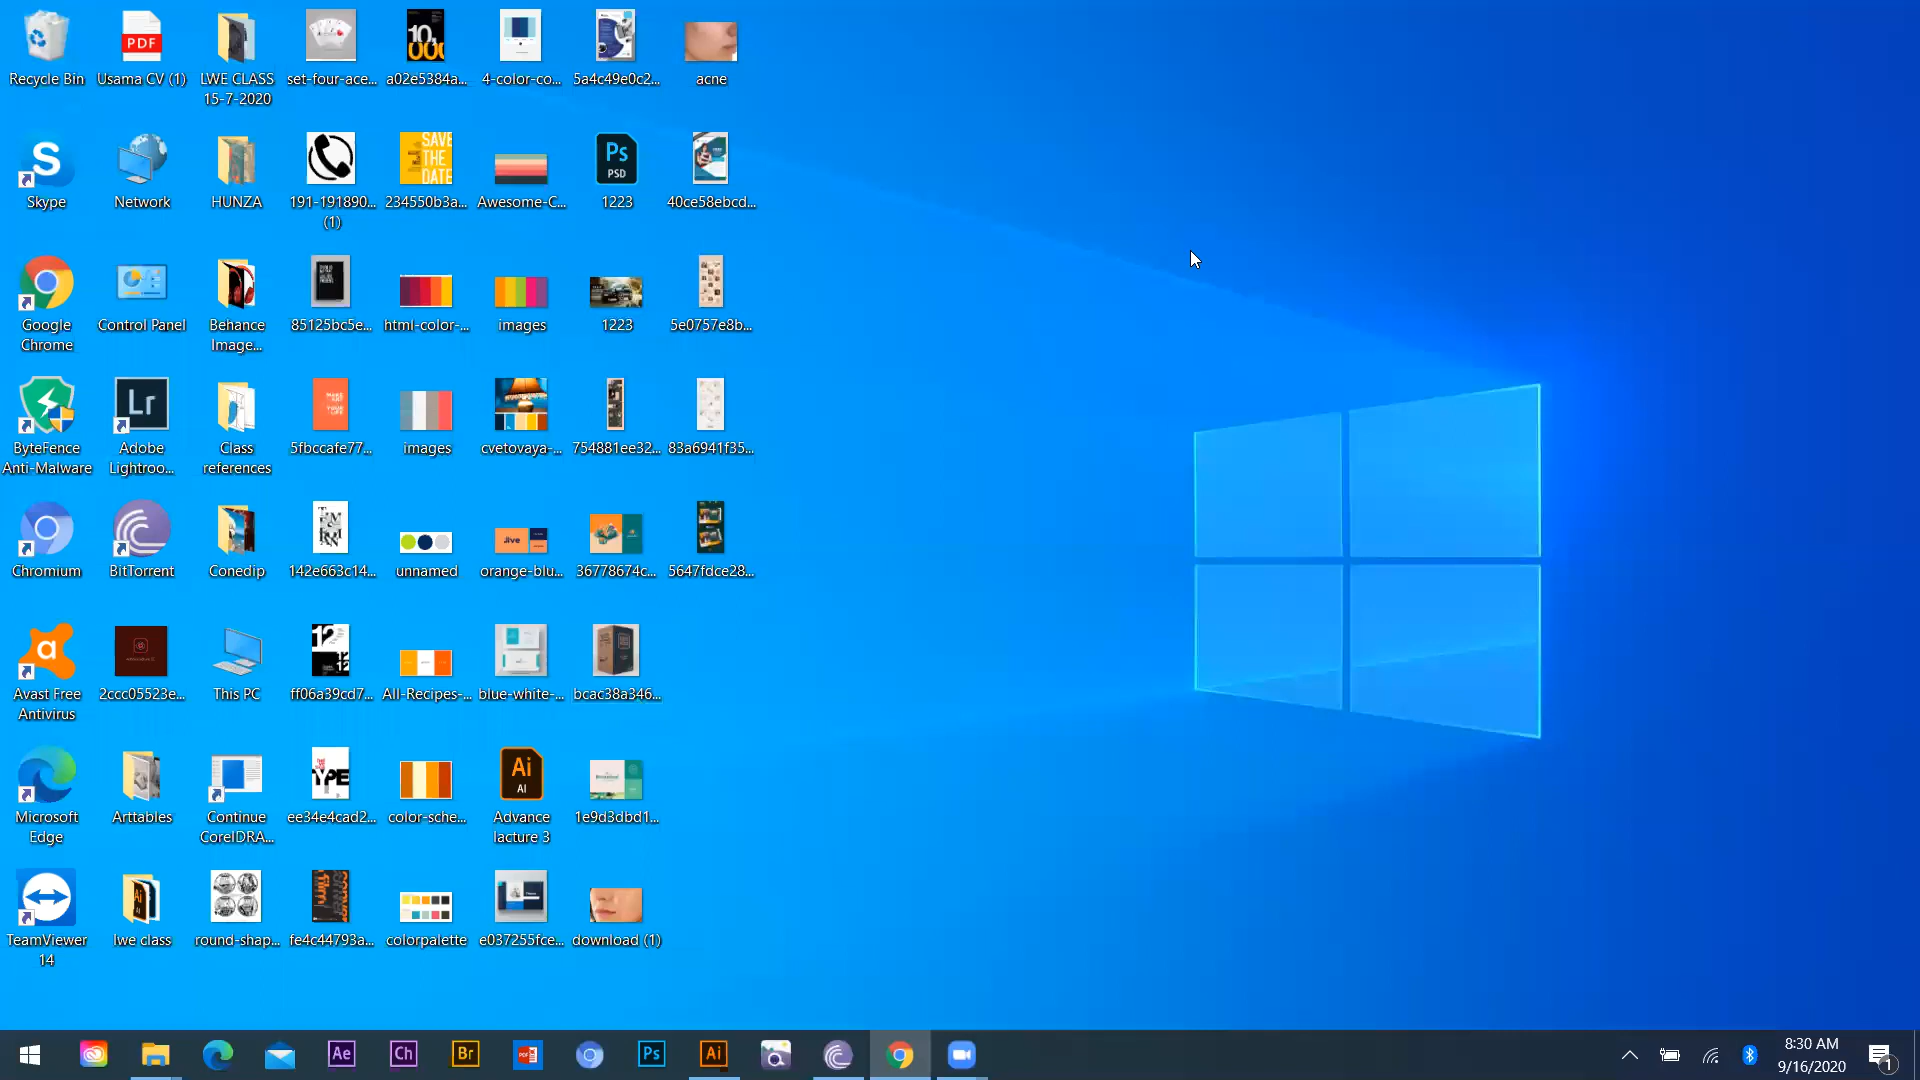 Recycle Bin
Usama CV (1)
LWE CLASS
15-7-2020
set-four-ace...
a02e5384a...
4-color-co...
5a4c49e0c2...
acne
Skype
Network
HUNZA
191-191890...
(1)
234550b3a...
Awesome-C...
1223
40ce58ebcd...
Google
Chrome
Control Panel
Behance
Image...
85125bc5e...
html-color-...
images
1223
5e0757e8b...
ByteFence
Anti-Malware
Adobe
Lightroo...
Class
references
5fbccafe77...
images
cvetovaya-...
754881ee32...
83a6941f35...
Chromium
BitTorrent
Conedip
142e663c14...
unnamed
orange-blu...
36778674c...
5647fdce28...
Avast Free
Antivirus
2ccc05523e...
This PC
ff06a39cd7...
All-Recipes-...
blue-white-...
bcac38a346...
Microsoft
Edge
Arttables
Continue
CorelDRA...
ee34e4cad2...
color-sche...
Advance
lacture 3
1e9d3dbd1...
TeamViewer
14
lwe class
round-shap...
fe4c44793a...
colorpalette
e037255fce...
download (1)
PDF
10,
SAVE
THE
DATE
Ps
PSD
S
Lr
Jive
12
TYPE
Ai
AI
Ae
Ch
Br
PDF
Ps
Ai
8:30 AM
9/16/2020
1